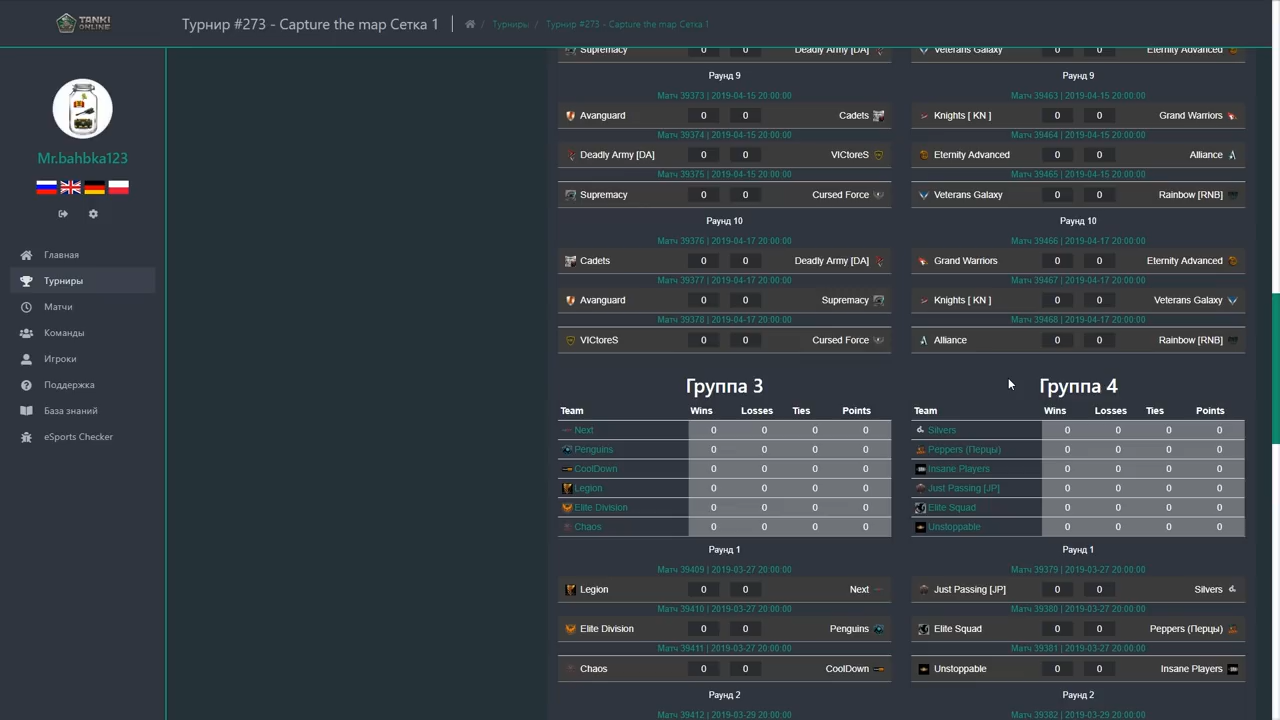 TANKI
ONLINE
Турнир #273 - Capture the map Сетка 1
Турниры / Турнир #273 - Capture the map Сетка 1
Mr.bahbka123
Главная
Турниры
Матчи
Команды
Игроки
Поддержка
База знаний
eSports Checker
Supremacy 0 0 Deadly Army [DA]
Раунд 9
Матч 39373 | 2019-04-15 20:00:00
Avanguard 0 0 Cadets
Матч 39374 | 2019-04-15 20:00:00
Deadly Army [DA] 0 0 VICtoreS
Матч 39375 | 2019-04-15 20:00:00
Supremacy 0 0 Cursed Force
Раунд 10
Матч 39376 | 2019-04-17 20:00:00
Cadets 0 0 Deadly Army [DA]
Матч 39377 | 2019-04-17 20:00:00
Avanguard 0 0 Supremacy
Матч 39378 | 2019-04-17 20:00:00
VICtoreS 0 0 Cursed Force
Veterans Galaxy 0 0 Eternity Advanced
Раунд 9
Матч 39463 | 2019-04-15 20:00:00
Knights [ KN ] 0 0 Grand Warriors
Матч 39464 | 2019-04-15 20:00:00
Eternity Advanced 0 0 Alliance
Матч 39465 | 2019-04-15 20:00:00
Veterans Galaxy 0 0 Rainbow [RNB]
Раунд 10
Матч 39466 | 2019-04-17 20:00:00
Grand Warriors 0 0 Eternity Advanced
Матч 39467 | 2019-04-17 20:00:00
Knights [ KN ] 0 0 Veterans Galaxy
Матч 39468 | 2019-04-17 20:00:00
Alliance 0 0 Rainbow [RNB]
Группа 3
Team Wins Losses Ties Points
Next 0 0 0 0
Penguins 0 0 0 0
CoolDown 0 0 0 0
Legion 0 0 0 0
Elite Division 0 0 0 0
Chaos 0 0 0 0
Раунд 1
Матч 39409 | 2019-03-27 20:00:00
Legion 0 0 Next
Матч 39410 | 2019-03-27 20:00:00
Elite Division 0 0 Penguins
Матч 39411 | 2019-03-27 20:00:00
Chaos 0 0 CoolDown
Раунд 2
Матч 39412 | 2019-03-29 20:00:00
Группа 4
Team Wins Losses Ties Points
Silvers 0 0 0 0
Peppers (Перцы) 0 0 0 0
Insane Players 0 0 0 0
Just Passing [JP] 0 0 0 0
Elite Squad 0 0 0 0
Unstoppable 0 0 0 0
Раунд 1
Матч 39379 | 2019-03-27 20:00:00
Just Passing [JP] 0 0 Silvers
Матч 39380 | 2019-03-27 20:00:00
Elite Squad 0 0 Peppers (Перцы)
Матч 39381 | 2019-03-27 20:00:00
Unstoppable 0 0 Insane Players
Раунд 2
Матч 39382 | 2019-03-29 20:00:00